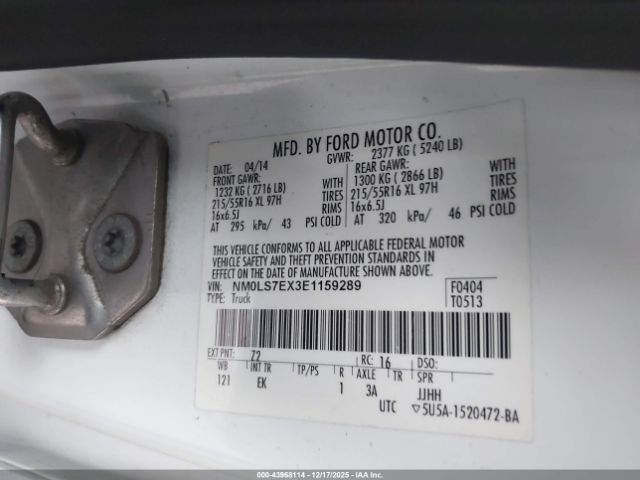 MFD. BY FORD MOTOR CO.
DATE: 04/14 GVWR: 2377 KG ( 5240 LB)
FRONT GAWR: WITH REAR GAWR: WITH
1232 KG ( 2716 LB) TIRES 1300 KG ( 2866 LB) TIRES
215/55R16 XL 97H RIMS 215/55R16 XL 97H RIMS
16x6.5J 16x6.5J
AT 295 kPa/ 43 PSI COLD AT 320 kPa/ 46 PSI COLD
THIS VEHICLE CONFORMS TO ALL APPLICABLE FEDERAL MOTOR
VEHICLE SAFETY AND THEFT PREVENTION STANDARDS IN
EFFECT ON THE DATE OF MANUFACTURE SHOWN ABOVE.
VIN: NM0LS7EX3E1159289 F0404
TYPE: Truck T0513
EXT PNT: Z2 RC: 16 DSO:
WB INT TR TP/PS R AXLE TR SPR
121 EK 1 3A JJHH
UTC ▽5U5A-1520472-BA
000-43968114 - 12/17/2025 - IAAI.COM